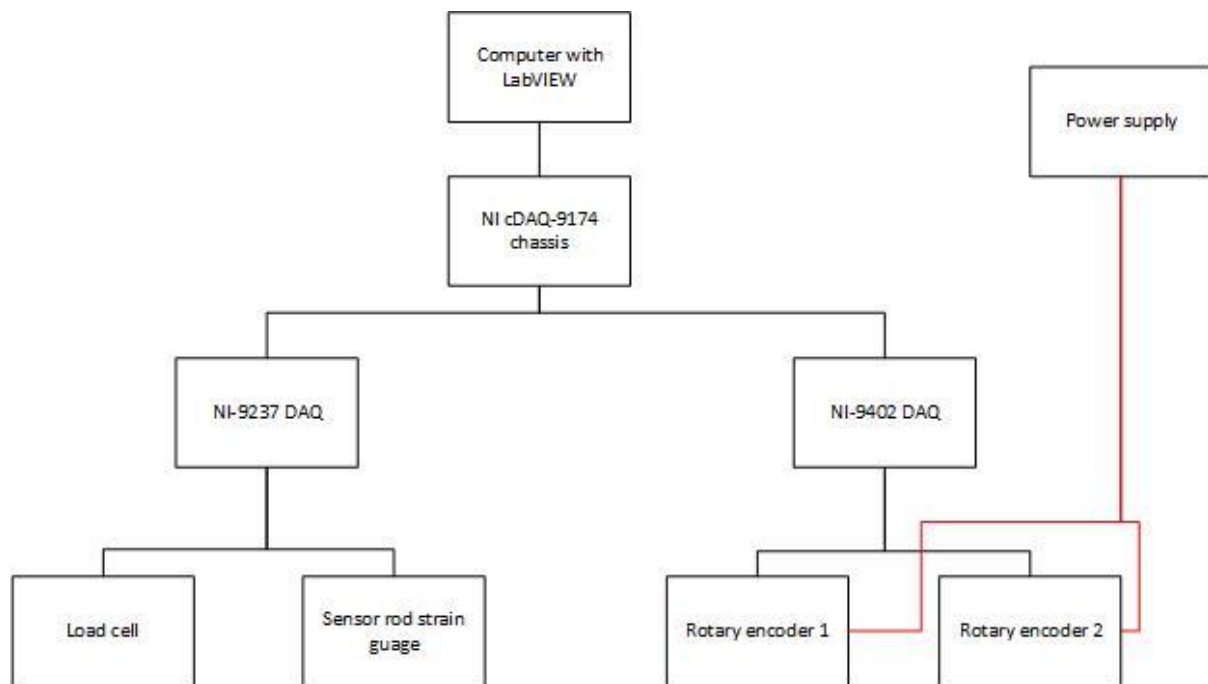 Computer with
LabVIEW
Power supply
NI cDAQ-9174
chassis
NI-9237 DAQ
NI-9402 DAQ
Load cell
Sensor rod strain
guage
Rotary encoder 1
Rotary encoder 2